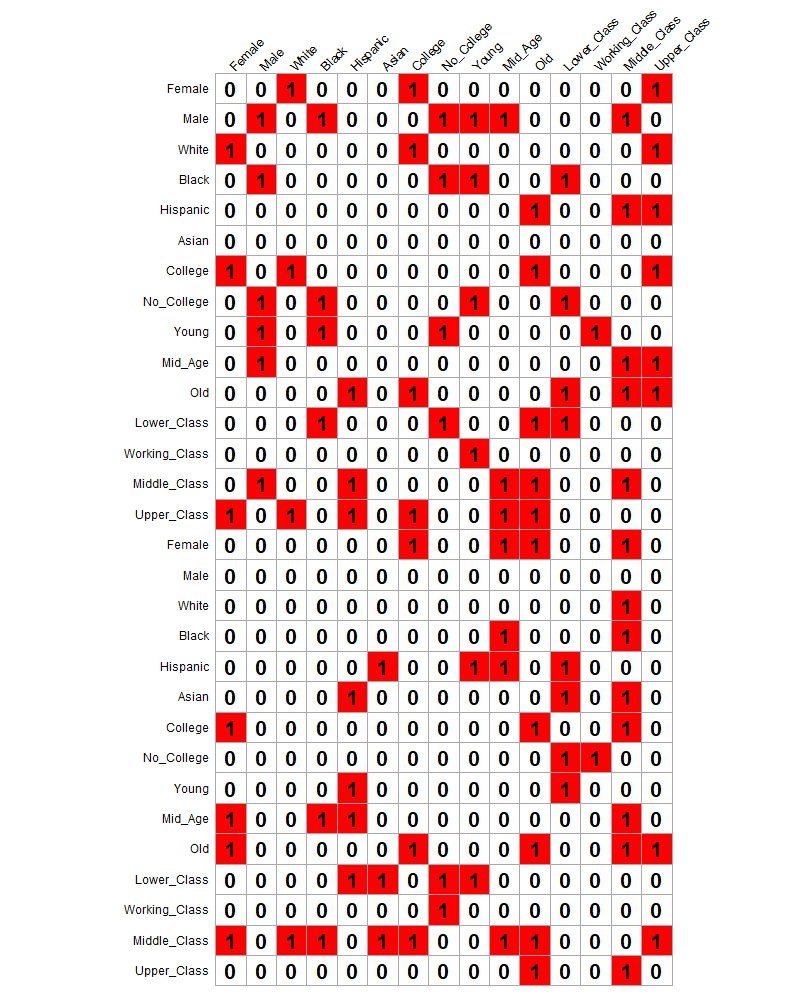 Female Male White Black Hispanic Asian College No_College Young Mid_Age Old Lower_Class Working_Class Middle_Class Upper_Class
Female 0 0 1 0 0 0 1 0 0 0 0 0 0 0 1
Male 0 1 0 1 0 0 0 1 1 1 0 0 0 1 0
White 1 0 0 0 0 0 1 0 0 0 0 0 0 0 1
Black 0 1 0 0 0 0 0 1 1 0 0 1 0 0 0
Hispanic 0 0 0 0 0 0 0 0 0 0 1 0 0 1 1
Asian 0 0 0 0 0 0 0 0 0 0 0 0 0 0 0
College 1 0 1 0 0 0 0 0 0 0 1 0 0 0 1
No_College 0 1 0 1 0 0 0 0 1 0 0 1 0 0 0
Young 0 1 0 1 0 0 0 1 0 0 0 0 1 0 0
Mid_Age 0 1 0 0 0 0 0 0 0 0 0 0 0 1 1
Old 0 0 0 0 1 0 1 0 0 0 0 1 0 1 1
Lower_Class 0 0 0 1 0 0 0 1 0 0 1 1 0 0 0
Working_Class 0 0 0 0 0 0 0 0 1 0 0 0 0 0 0
Middle_Class 0 1 0 0 1 0 0 0 0 1 1 0 0 1 0
Upper_Class 1 0 1 0 1 0 1 0 0 1 1 0 0 0 0
Female 0 0 0 0 0 0 1 0 0 1 1 0 0 1 0
Male 0 0 0 0 0 0 0 0 0 0 0 0 0 0 0
White 0 0 0 0 0 0 0 0 0 0 0 0 0 1 0
Black 0 0 0 0 0 0 0 0 0 1 0 0 0 1 0
Hispanic 0 0 0 0 0 1 0 0 1 1 0 1 0 0 0
Asian 0 0 0 0 1 0 0 0 0 0 0 1 0 1 0
College 1 0 0 0 0 0 0 0 0 0 1 0 0 1 0
No_College 0 0 0 0 0 0 0 0 0 0 0 1 1 0 0
Young 0 0 0 0 1 0 0 0 0 0 0 1 0 0 0
Mid_Age 1 0 0 1 1 0 0 0 0 0 0 0 0 1 0
Old 1 0 0 0 0 0 1 0 0 0 1 0 0 1 1
Lower_Class 0 0 0 0 1 1 0 1 1 0 0 0 0 0 0
Working_Class 0 0 0 0 0 0 0 1 0 0 0 0 0 0 0
Middle_Class 1 0 1 1 0 1 1 0 0 1 1 0 0 0 1
Upper_Class 0 0 0 0 0 0 0 0 0 0 1 0 0 1 0